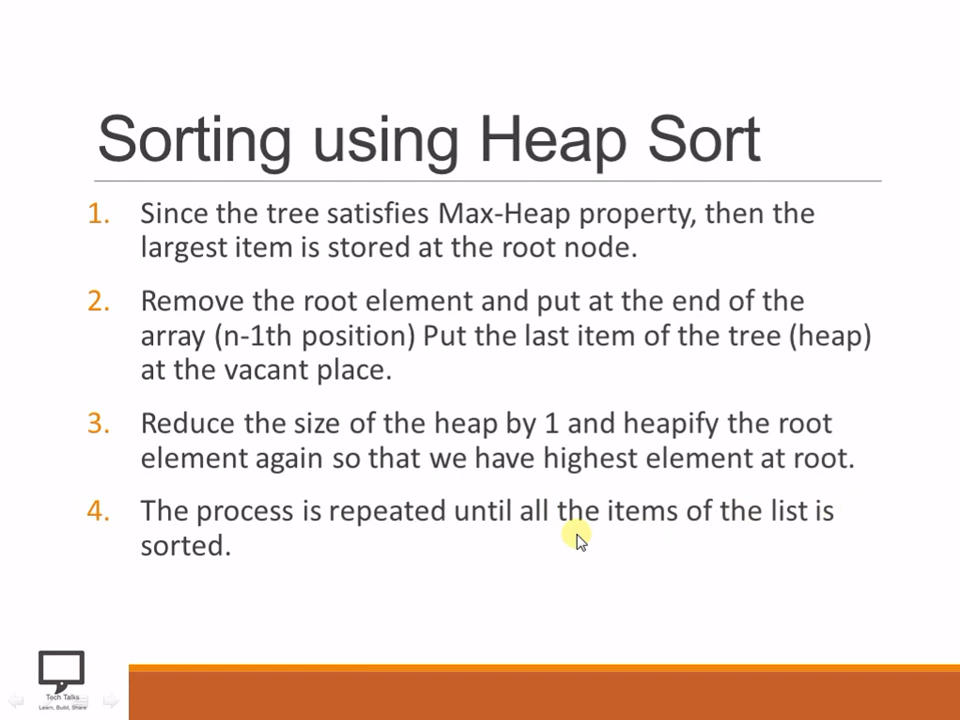 Sorting using Heap Sort
1. Since the tree satisfies Max-Heap property, then the
largest item is stored at the root node.
2. Remove the root element and put at the end of the
array (n-1th position) Put the last item of the tree (heap)
at the vacant place.
3. Reduce the size of the heap by 1 and heapify the root
element again so that we have highest element at root.
4. The process is repeated until all the items of the list is
sorted.
Tech Talks
Learn, Build, Share